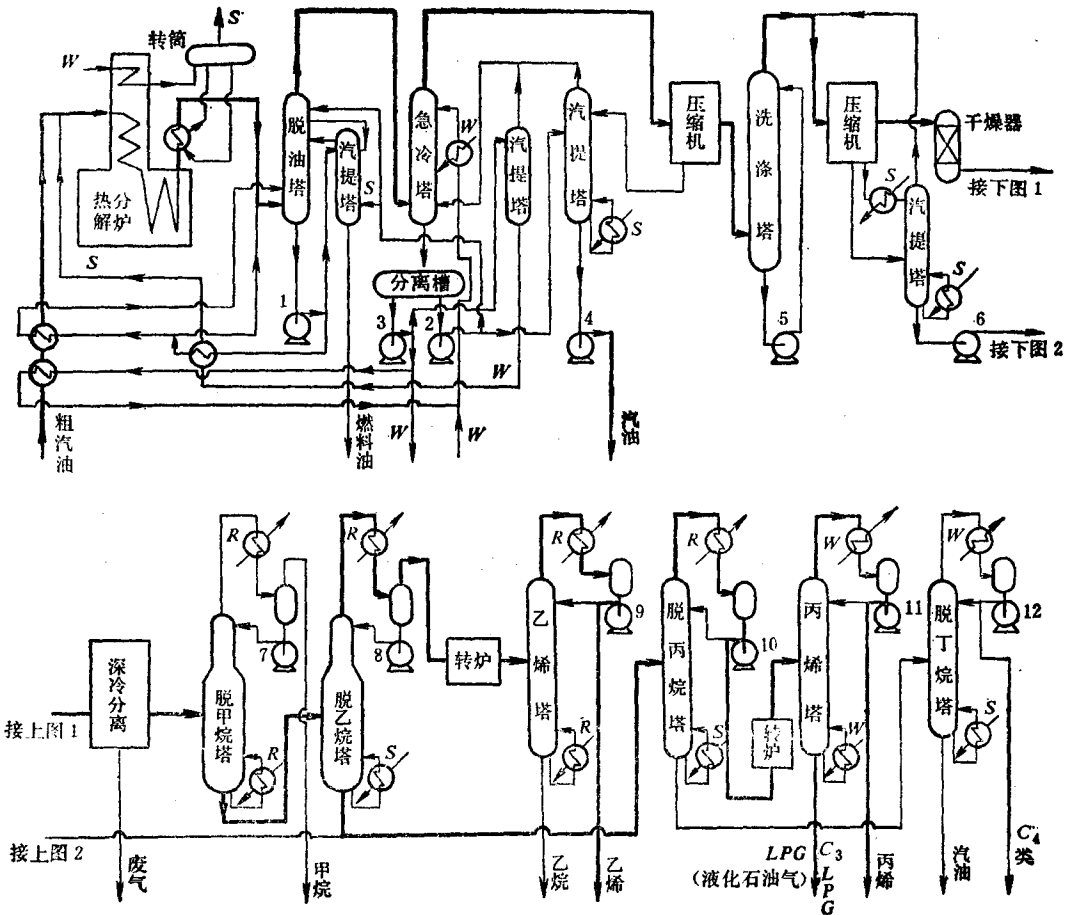 S
转筒
W
热分
解炉
S
粗汽油
脱油塔
汽提塔
S
急冷塔
W
汽提塔
汽提塔
S
压缩机
洗涤塔
压缩机
S
汽提塔
S
干燥器
接下图1
分离槽
1
3
2
4
5
6
接下图2
W
燃料油
W
W
汽油
R
R
R
R
W
W
7
8
9
10
11
12
深冷分离
脱甲烷塔
脱乙烷塔
转炉
乙烯塔
脱丙烷塔
转炉
丙烯塔
脱丁烷塔
接上图1
R
S
R
S
W
S
接上图2
废气
甲烷
乙烷
乙烯
LPG
(液化石油气)
C3
LPG
丙烯
汽油
C4类